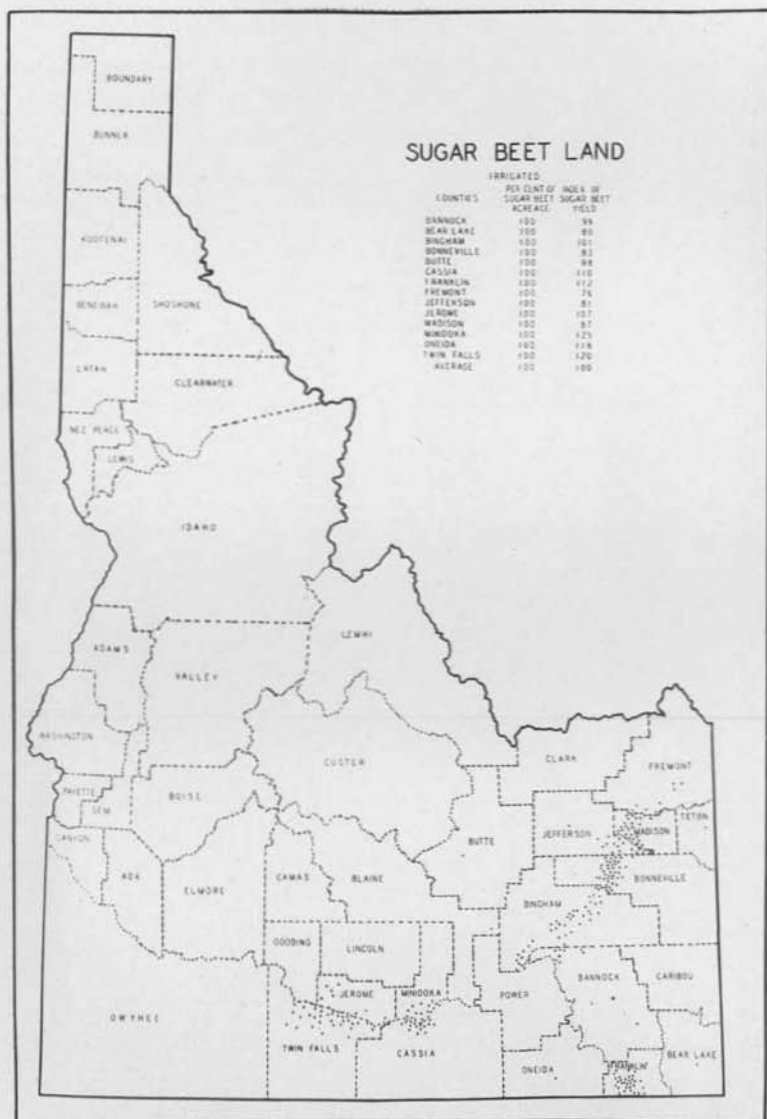 SUGAR BEET LAND
IRRIGATED
COUNTIES PER CENT OF SUGAR BEET ACREAGE INDEX OF SUGAR BEET YIELD
BANNOCK 100 99
BEAR LAKE 100 80
BINGHAM 100 101
BONNEVILLE 100 83
BUTTE 100 98
CASSIA 100 110
FRANKLIN 100 112
FREMONT 100 76
JEFFERSON 100 81
JEROME 100 107
MADISON 100 87
MINIDOKA 100 125
ONEIDA 100 118
TWIN FALLS 100 120
AVERAGE 100 100
BOUNDARY
BONNER
KOOTENAI
BENEWAH
SHOSHONE
LATAH
CLEARWATER
NEZ PERCE
LEWIS
IDAHO
LEMHI
ADAMS
VALLEY
WASHINGTON
CUSTER
CLARK
FREMONT
PAYETTE
GEM
BOISE
BUTTE
JEFFERSON
MADISON
TETON
CANYON
ADA
ELMORE
CAMAS
BLAINE
BONNEVILLE
BINGHAM
GOODING
LINCOLN
BANNOCK
CARIBOU
OWYHEE
JEROME
MINIDOKA
POWER
TWIN FALLS
CASSIA
ONEIDA
FRANKLIN
BEAR LAKE